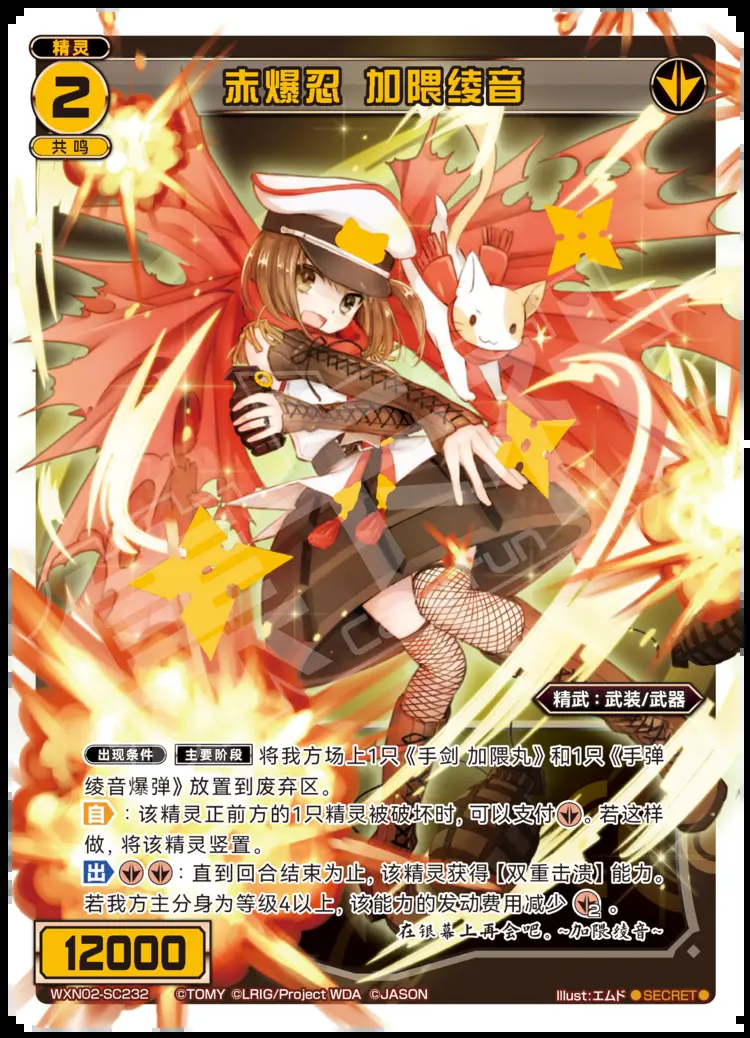 精灵
2
共鸣
末爆忍 加隈绫音
精武：武装/武器
出现条件 主要阶段 将我方场上1只《手剑 加隈丸》和1只《手弹
绫音爆弹》放置到废弃区。
自：该精灵正前方的1只精灵被破坏时，可以支付。若这样
做，将该精灵竖置。
出：直到回合结束为止，该精灵获得【双重击溃】能力。
若我方主分身为等级4以上，该能力的发动费用减少2。
在银幕上再会吧。~加隈绫音~
12000
WXN02-SC232 ©TOMY ©LRIG/Project WDA ©JASON
Illust:エムド ●SECRET●